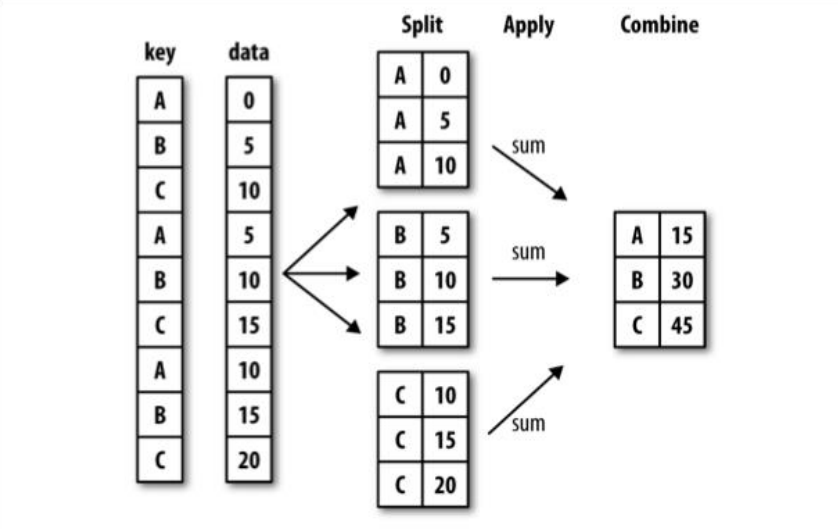 Split Apply Combine
key data
A 0
B 5
C 10
A 5
B 10
C 15
A 10
B 15
C 20
A 0
A 5
A 10
B 5
B 10
B 15
C 10
C 15
C 20
sum
sum
sum
A 15
B 30
C 45